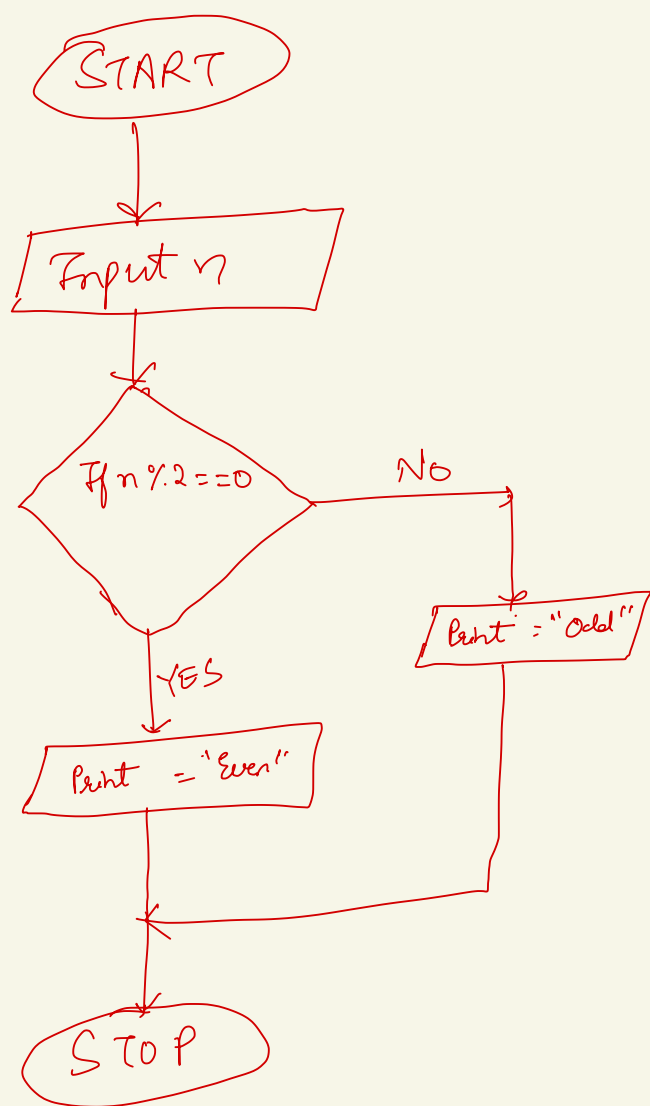 START
Input n
If n % 2 = = 0
NO
Print = "Odd"
YES
Print = "Even"
STOP